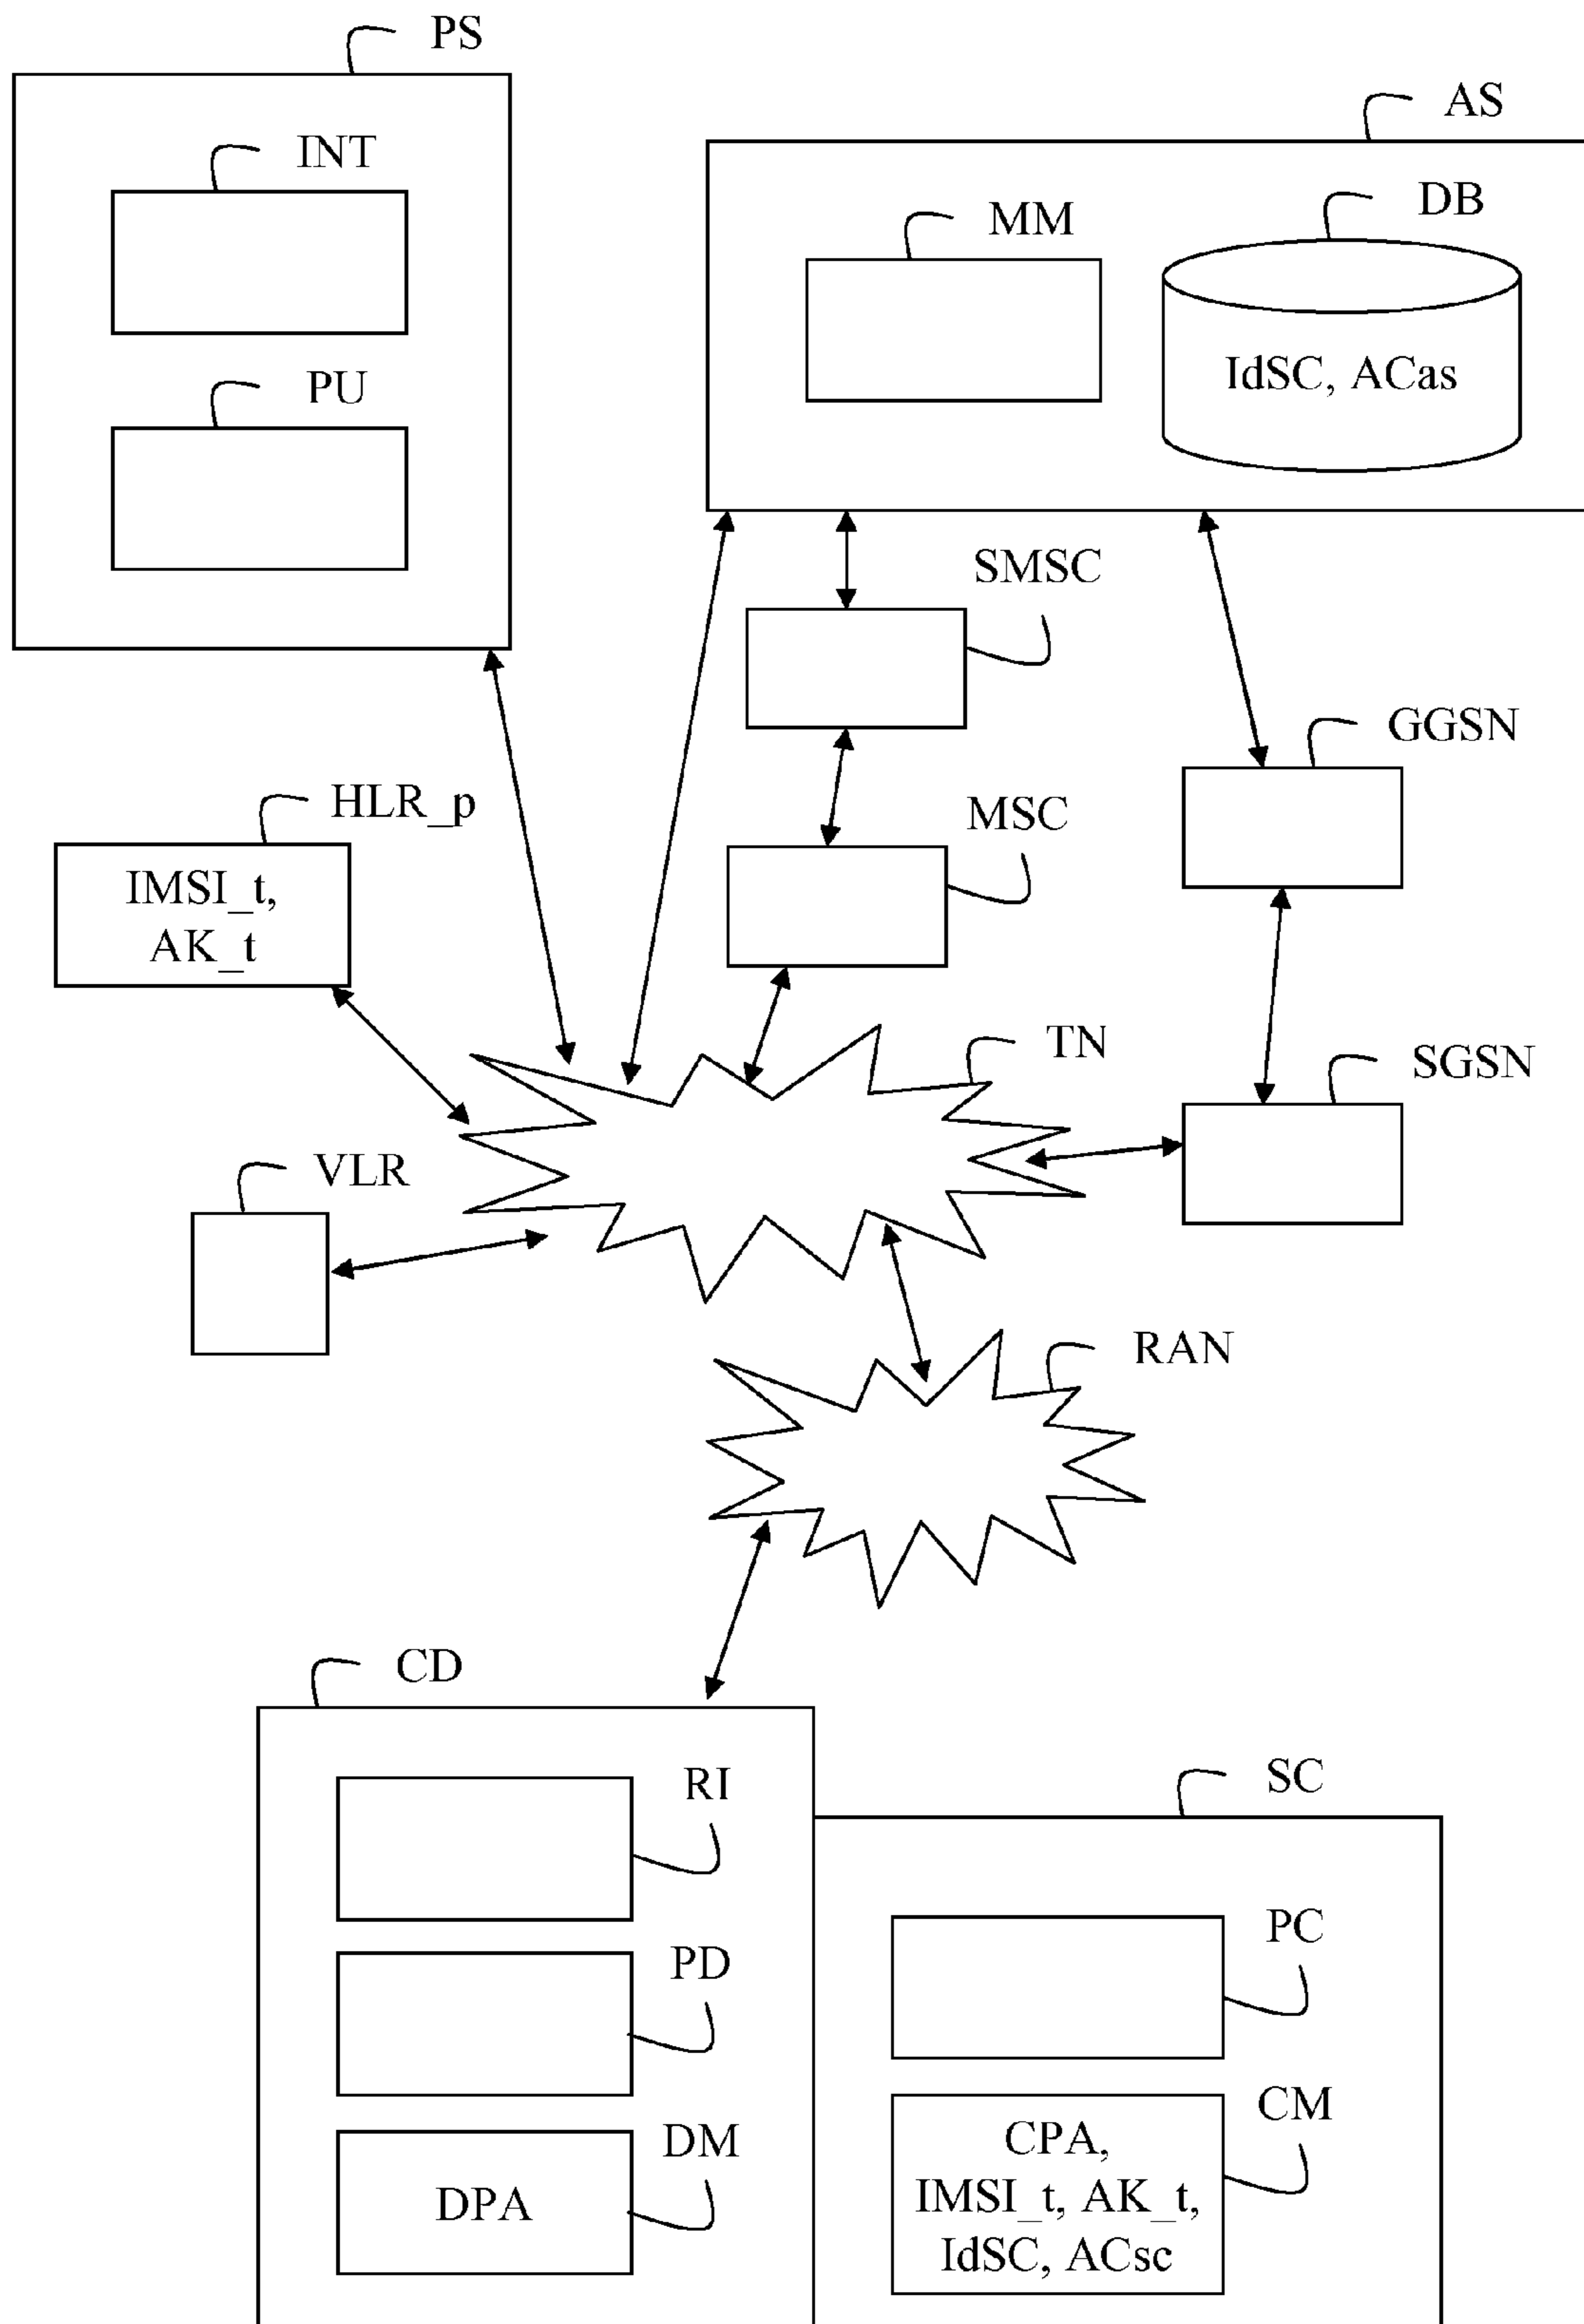 PS
AS
INT
DB
MM
IdSC, ACas
PU
SMSC
GGSN
HLR_p
MSC
IMSI_t,
AK_t
TN
SGSN
VLR
RAN
CD
SC
RI
PC
PD
CM
DM
CPA,
IMSI_t, AK_t,
IdSC, ACsc
DPA